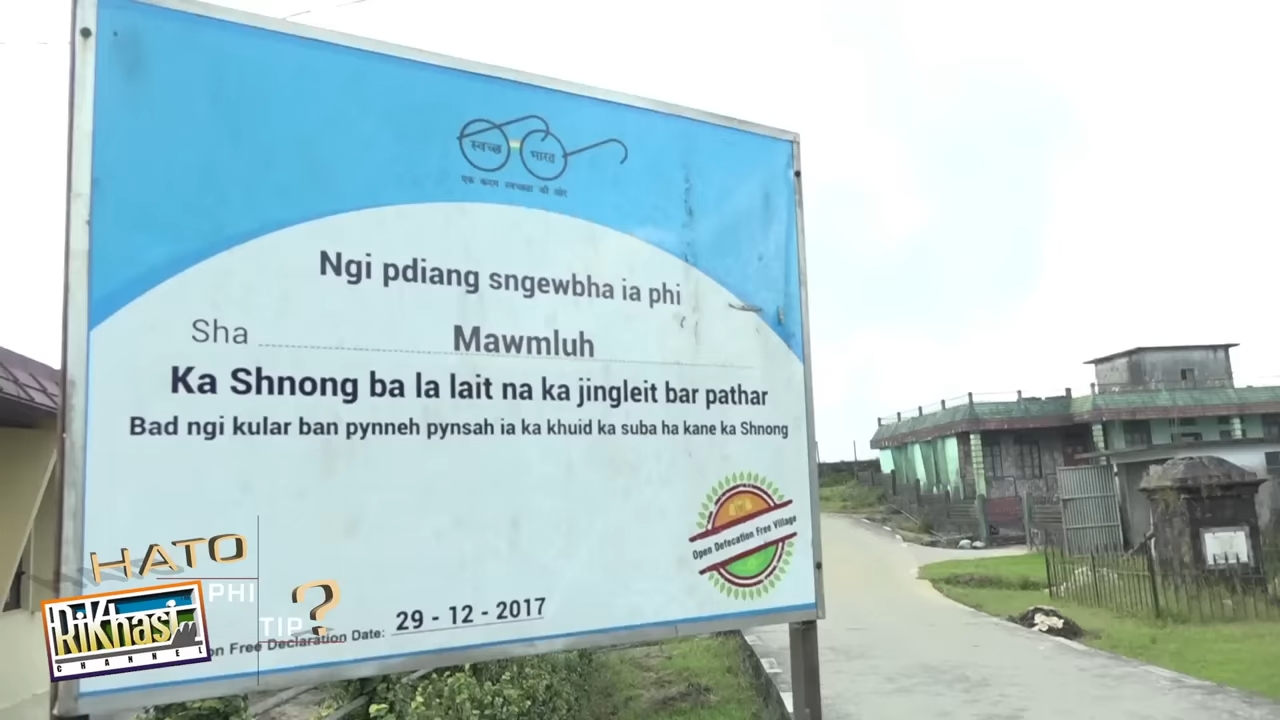 स्वच्छ भारत
एक कदम स्वच्छता की ओर
Ngi pdiang sngewbha ia phi
Sha Mawmluh
Ka Shnong ba la lait na ka jingleit bar pathar
Bad ngi kular ban pynneh pynsah ia ka khuid ka suba ha kane ka Shnong
Open Defecation Free Village
on Free Declaration Date: 29 - 12 - 2017
HATO
PHI
TIP ?
RiKhasi
CHANNEL